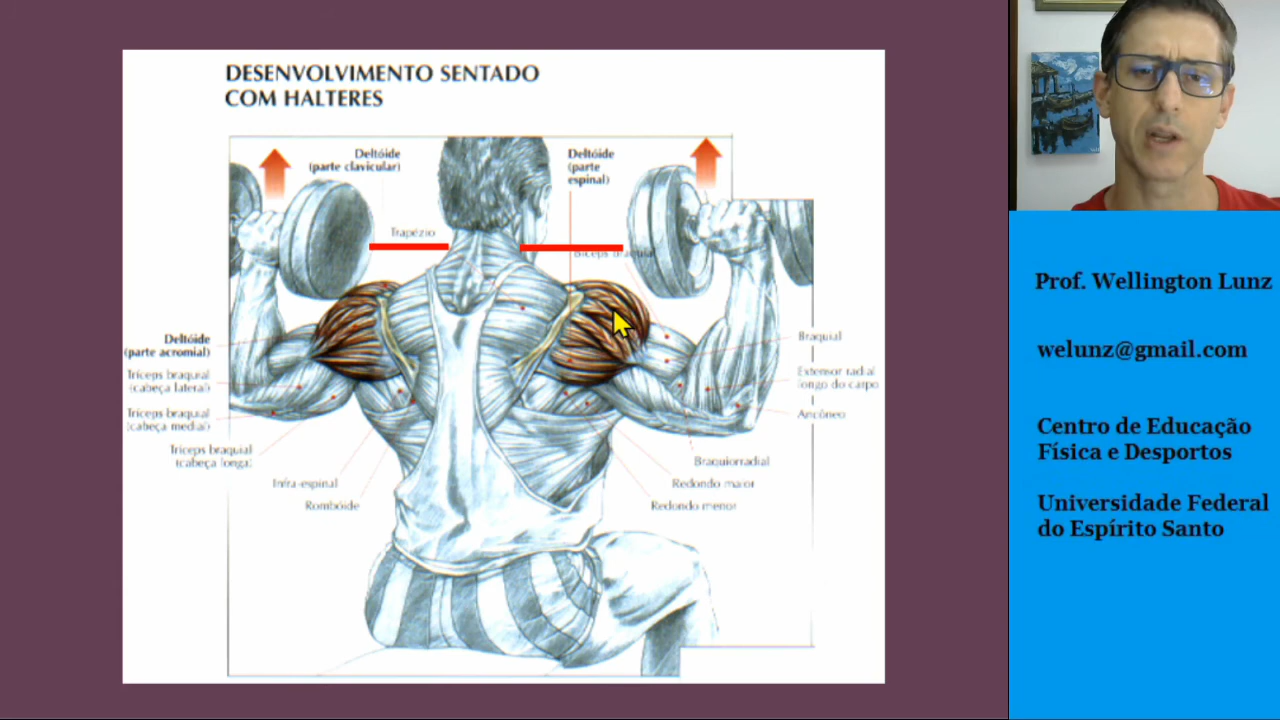 DESENVOLVIMENTO SENTADO
COM HALTERES
Deltóide
(parte clavicular)
Deltóide
(parte
espinal)
Trapézio
Bíceps braquial
Deltóide
(parte acromial)
Tríceps braquial
(cabeça lateral)
Tríceps braquial
(cabeça medial)
Tríceps braquial
(cabeça longa)
Infra-espinal
Rombóide
Braquial
Extensor radial
longo do carpo
Ancôneo
Braquiorradial
Redondo maior
Redondo menor
Prof. Wellington Lunz
welunz@gmail.com
Centro de Educação
Física e Desportos
Universidade Federal
do Espírito Santo